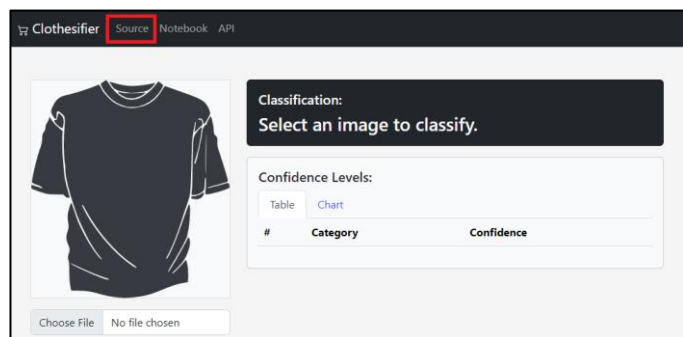 Clothesifier Source Notebook API
Classification:
Select an image to classify.
Confidence Levels:
Table Chart
# Category Confidence
Choose File No file chosen